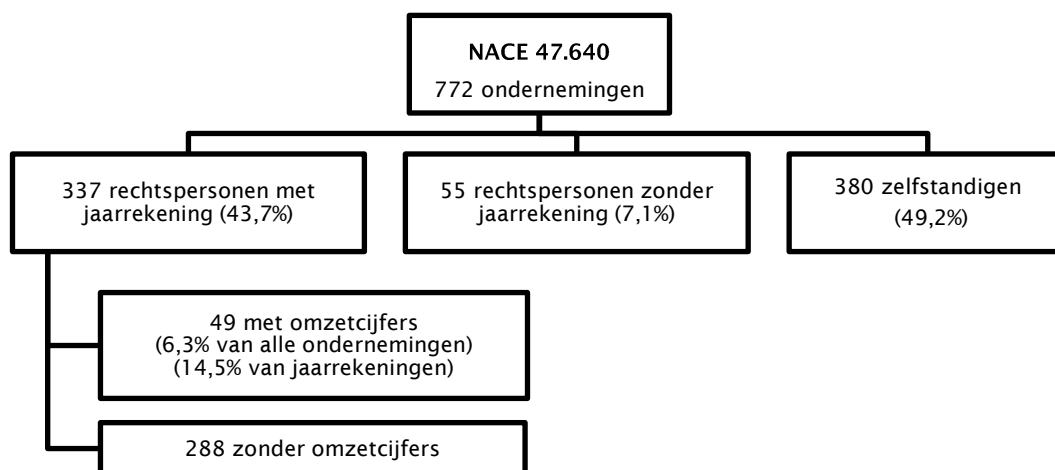 NACE 47.640
772 ondernemingen
337 rechtspersonen met
jaarrekening (43,7%)
55 rechtspersonen zonder
jaarrekening (7,1%)
380 zelfstandigen
(49,2%)
49 met omzetcijfers
(6,3% van alle ondernemingen)
(14,5% van jaarrekeningen)
288 zonder omzetcijfers